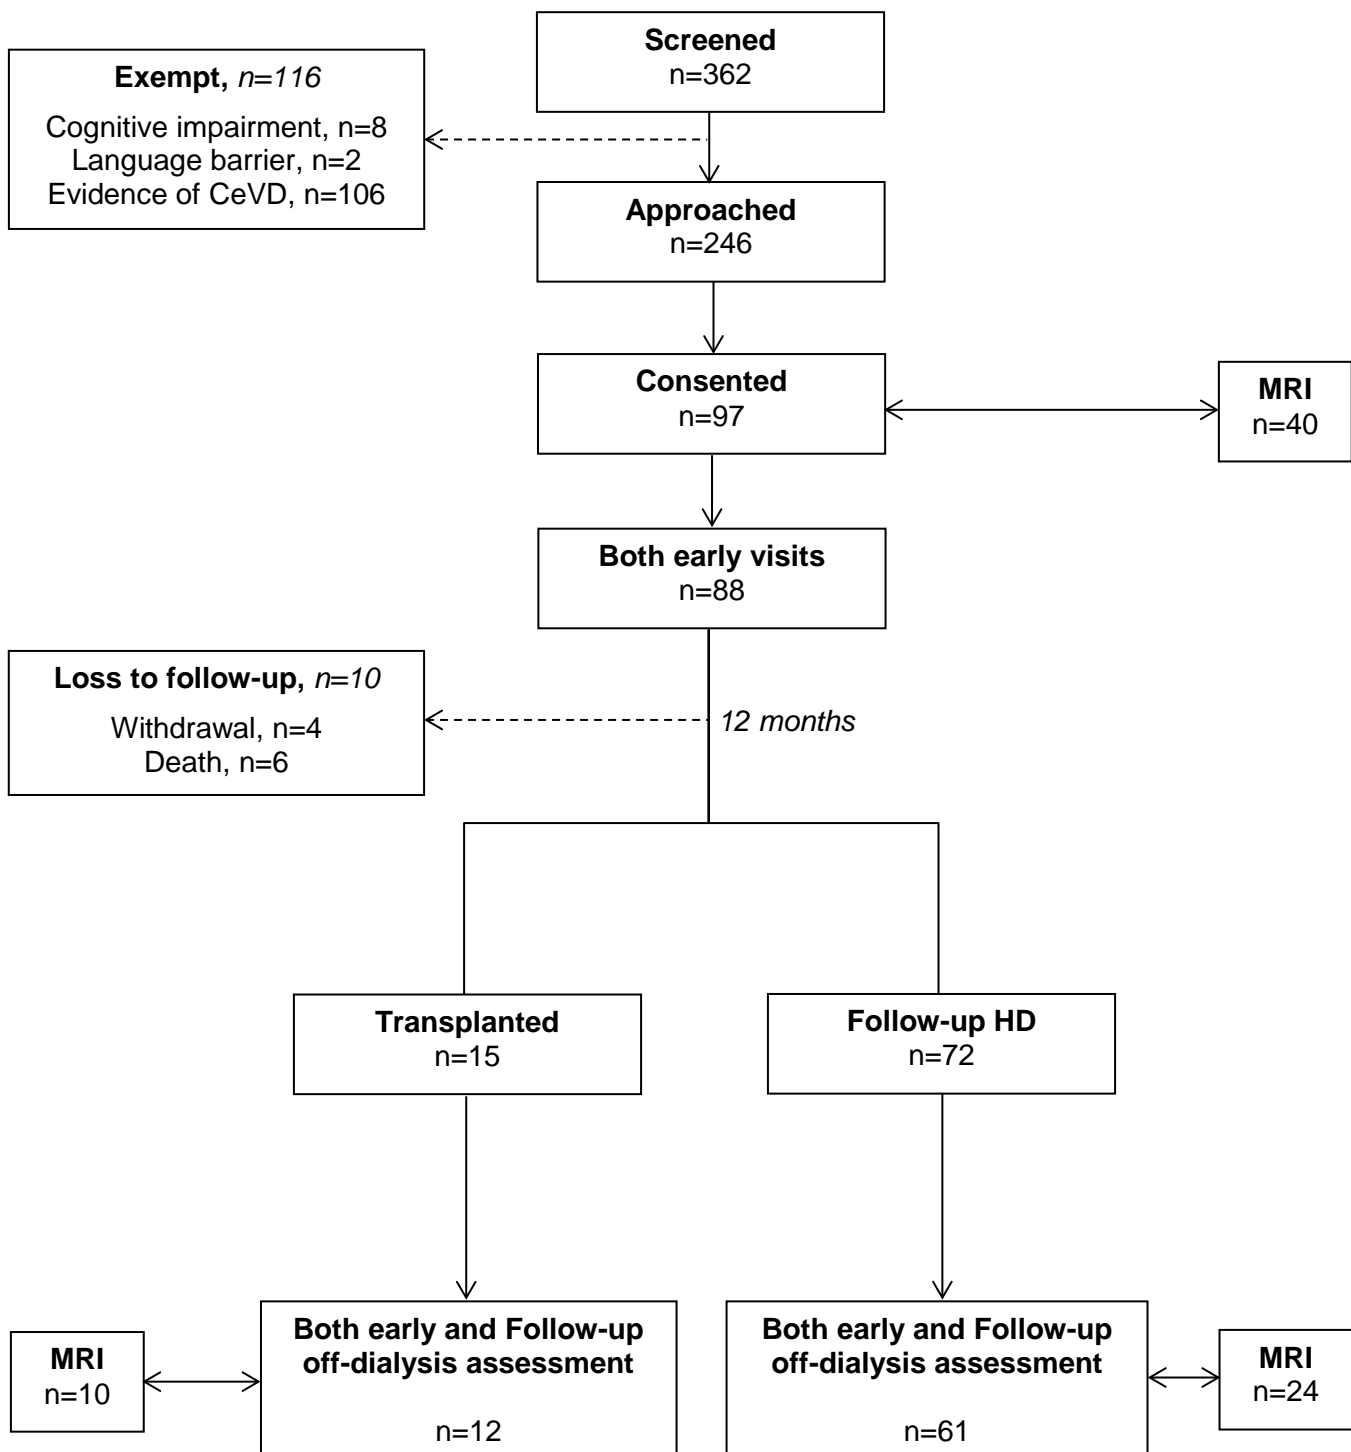 Screened
n=362
Exempt, n=116
Cognitive impairment, n=8
Language barrier, n=2
Evidence of CeVD, n=106
Approached
n=246
Consented
n=97
MRI
n=40
Both early visits
n=88
Loss to follow-up, n=10
Withdrawal, n=4
Death, n=6
12 months
Transplanted
n=15
Follow-up HD
n=72
Both early and Follow-up
off-dialysis assessment
n=12
MRI
n=10
Both early and Follow-up
off-dialysis assessment
n=61
MRI
n=24